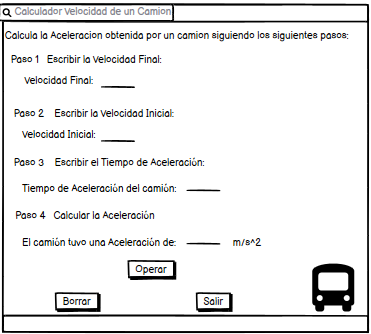 Calculador Velocidad de un Camion
Calcula la Aceleracion obtenida por un camion siguiendo los siguientes pasos:
Paso 1 Escribir la Velocidad Final:
Velocidad Final:
Paso 2 Escribir la Velocidad Inicial:
Velocidad Inicial:
Paso 3 Escribir el Tiempo de Aceleración:
Tiempo de Aceleración del camión:
Paso 4 Calcular la Aceleración
El camión tuvo una Aceleración de: m/s^2
Operar
Borrar Salir